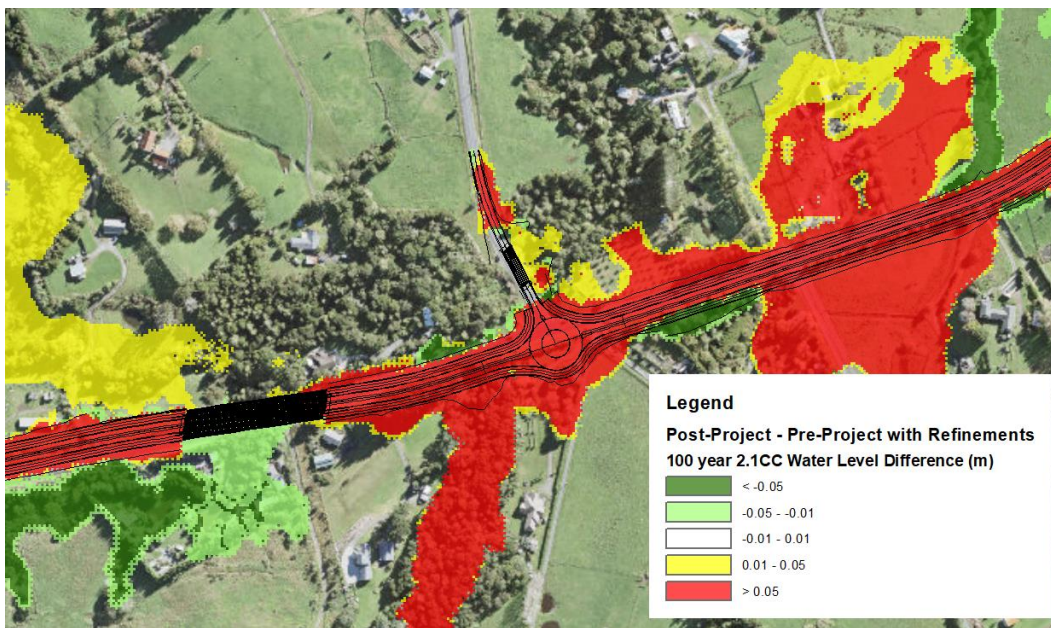 Legend
Post-Project - Pre-Project with Refinements
100 year 2.1CC Water Level Difference (m)
< -0.05
-0.05 - -0.01
-0.01 - 0.01
0.01 - 0.05
> 0.05